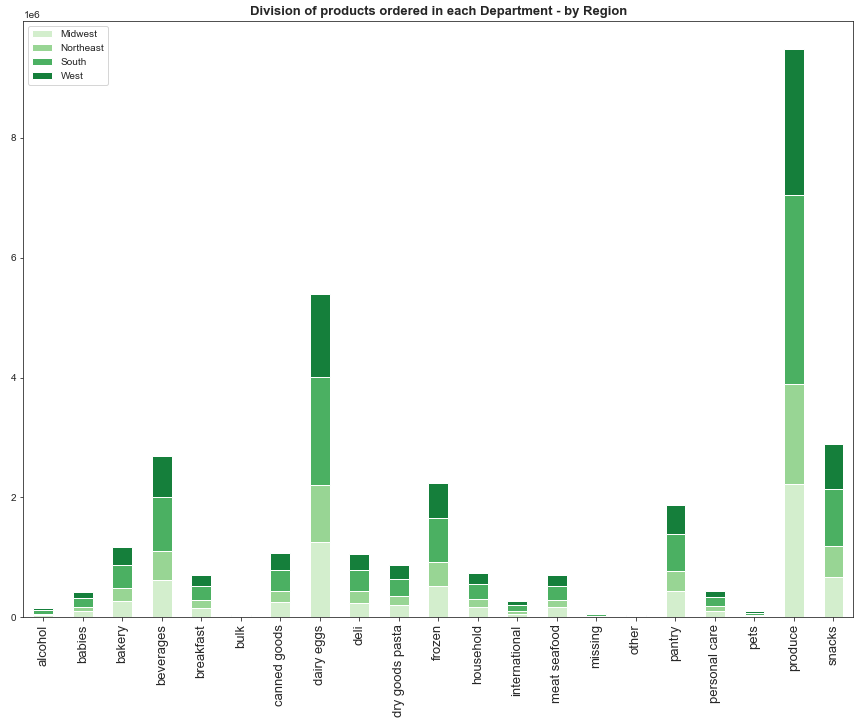 Division of products ordered in each Department - by Region
1e6
Midwest
Northeast
South
West
8
6
4
2
0
alcohol
babies
bakery
beverages
breakfast
bulk
canned goods
dairy eggs
deli
dry goods pasta
frozen
household
international
meat seafood
missing
other
pantry
personal care
pets
produce
snacks